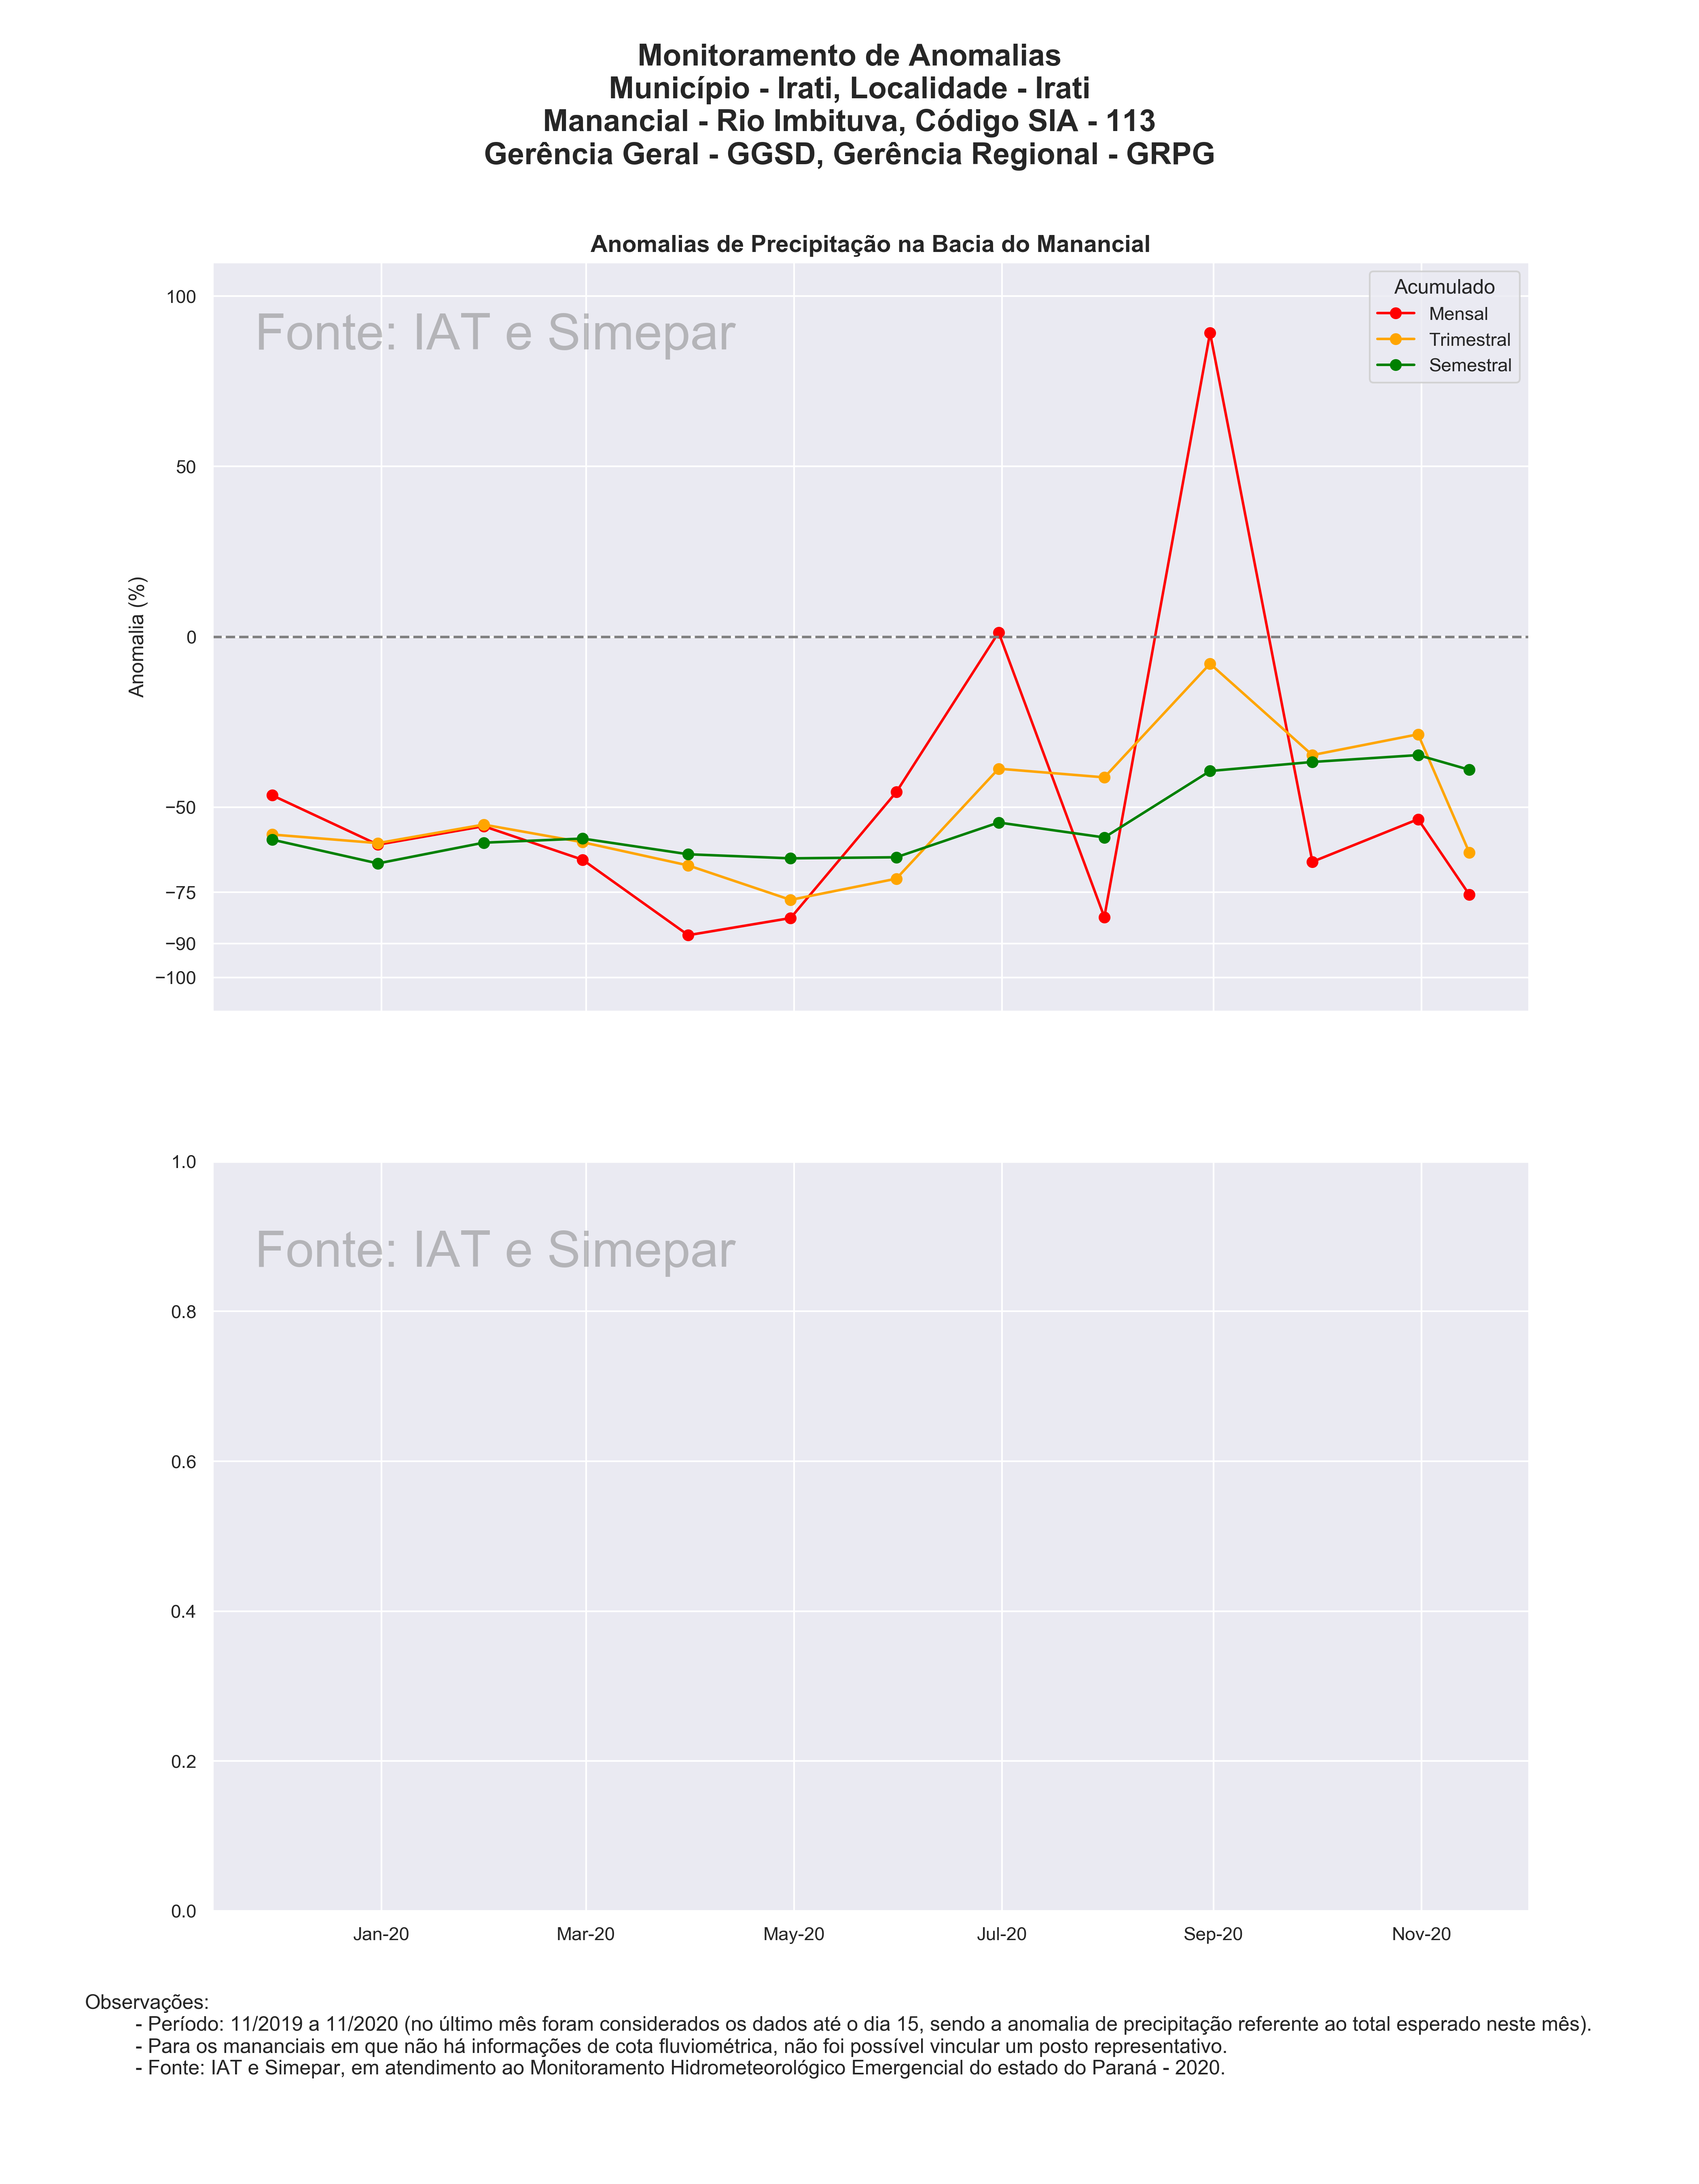 Monitoramento de Anomalias
Município - Irati, Localidade - Irati
Manancial - Rio Imbituva, Código SIA - 113
Gerência Geral - GGSD, Gerência Regional - GRPG
Anomalias de Precipitação na Bacia do Manancial
Fonte: IAT e Simepar
Acumulado
Mensal
Trimestral
Semestral
Anomalia (%)
100
50
0
−50
−75
−90
−100
Fonte: IAT e Simepar
1.0
0.8
0.6
0.4
0.2
0.0
Jan-20 Mar-20 May-20 Jul-20 Sep-20 Nov-20
Observações:
- Período: 11/2019 a 11/2020 (no último mês foram considerados os dados até o dia 15, sendo a anomalia de precipitação referente ao total esperado neste mês).
- Para os mananciais em que não há informações de cota fluviométrica, não foi possível vincular um posto representativo.
- Fonte: IAT e Simepar, em atendimento ao Monitoramento Hidrometeorológico Emergencial do estado do Paraná - 2020.